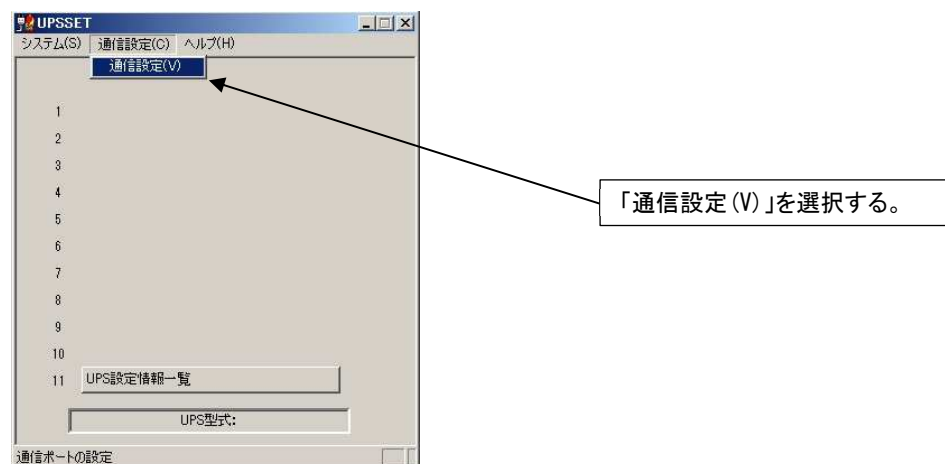 UPSSET
システム(S) 通信設定(C) ヘルプ(H)
通信設定(V)
1
2
3
「通信設定(V)」を選択する。
4
5
6
7
8
9
10
11 UPS設定情報一覧
UPS型式:
通信ポートの設定